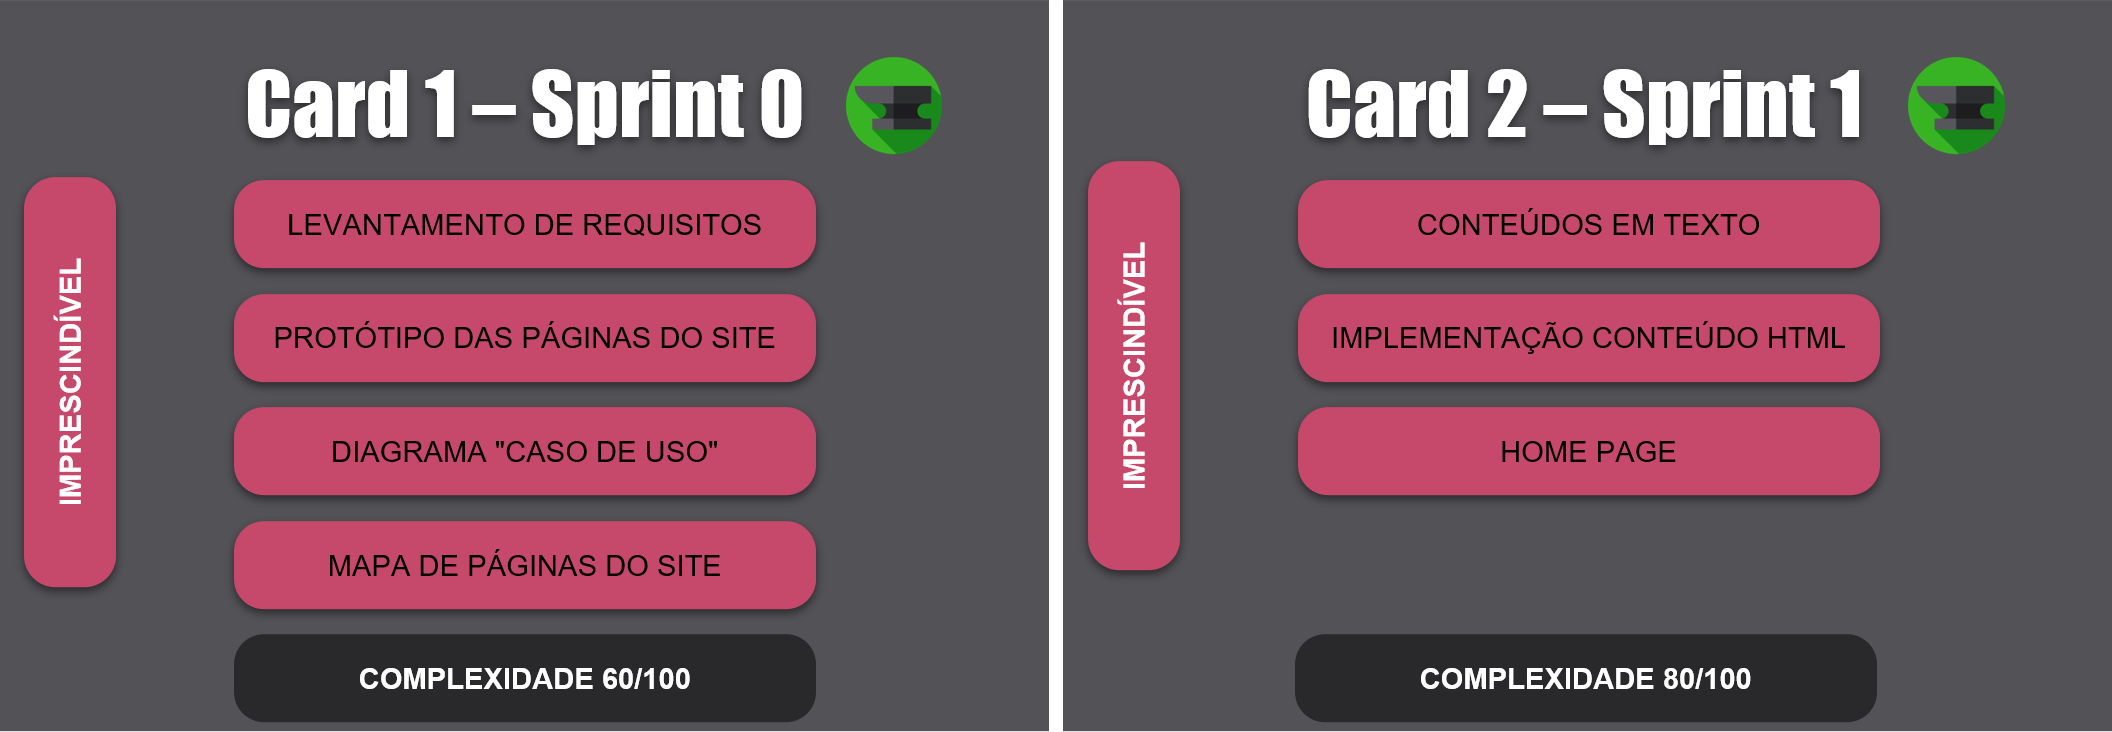 Card 1 – Sprint 0
IMPRESCINDÍVEL
LEVANTAMENTO DE REQUISITOS
PROTÓTIPO DAS PÁGINAS DO SITE
DIAGRAMA "CASO DE USO"
MAPA DE PÁGINAS DO SITE
COMPLEXIDADE 60/100
Card 2 – Sprint 1
IMPRESCINDÍVEL
CONTEÚDOS EM TEXTO
IMPLEMENTAÇÃO CONTEÚDO HTML
HOME PAGE
COMPLEXIDADE 80/100